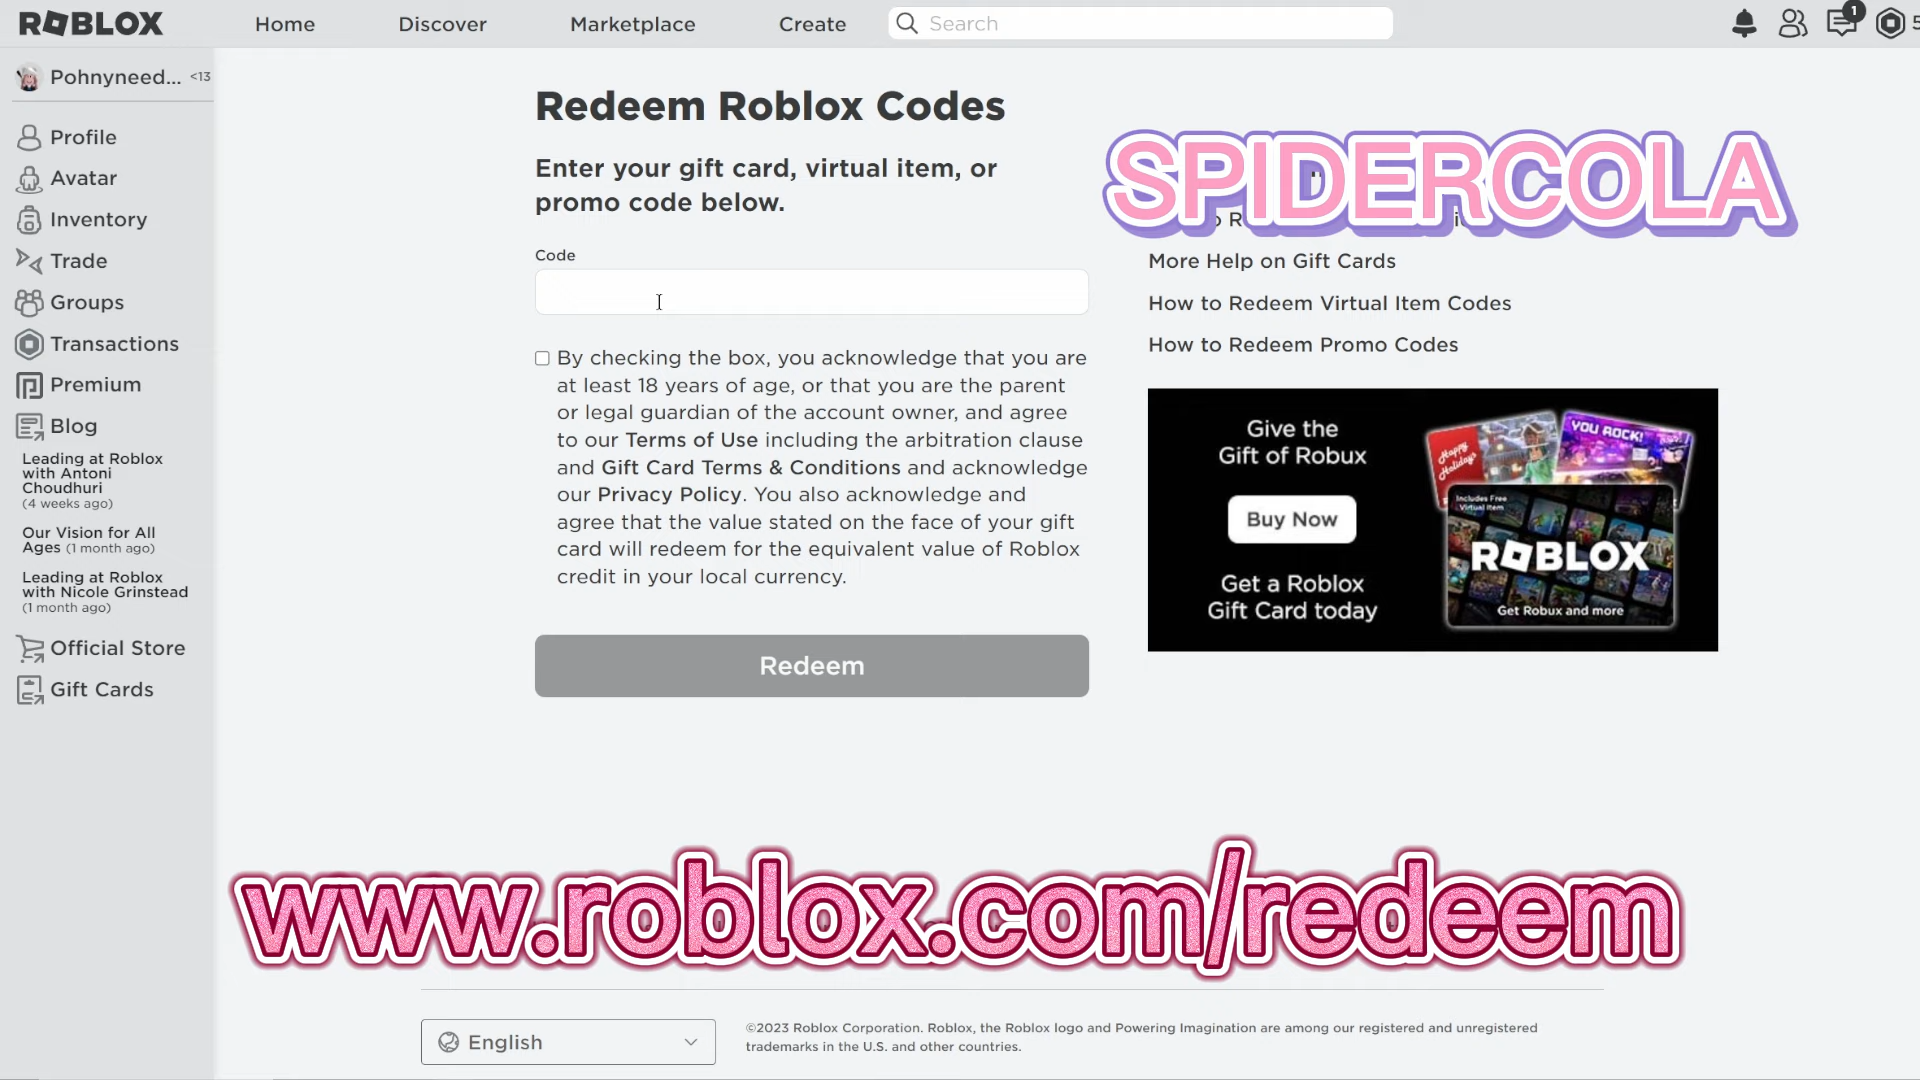 ROBLOX
Home
Discover
Marketplace
Create
Search
1
5
Pohnyneed... <13
Profile
Avatar
Inventory
Trade
Groups
Transactions
Premium
Blog
Leading at Roblox
with Antoni
Choudhuri
(4 weeks ago)
Our Vision for All
Ages (1 month ago)
Leading at Roblox
with Nicole Grinstead
(1 month ago)
Official Store
Gift Cards
Redeem Roblox Codes
Enter your gift card, virtual item, or
promo code below.
Code
By checking the box, you acknowledge that you are
at least 18 years of age, or that you are the parent
or legal guardian of the account owner, and agree
to our Terms of Use including the arbitration clause
and Gift Card Terms & Conditions and acknowledge
our Privacy Policy. You also acknowledge and
agree that the value stated on the face of your gift
card will redeem for the equivalent value of Roblox
credit in your local currency.
Redeem
SPIDERCOLA
More Help on Gift Cards
How to Redeem Virtual Item Codes
How to Redeem Promo Codes
Give the
Gift of Robux
Buy Now
Get a Roblox
Gift Card today
Happy
Holidays
YOU ROCK!
Includes Free
Virtual Item
ROBLOX
Get Robux and more
www.roblox.com/redeem
English
©2023 Roblox Corporation. Roblox, the Roblox logo and Powering Imagination are among our registered and unregistered
trademarks in the U.S. and other countries.